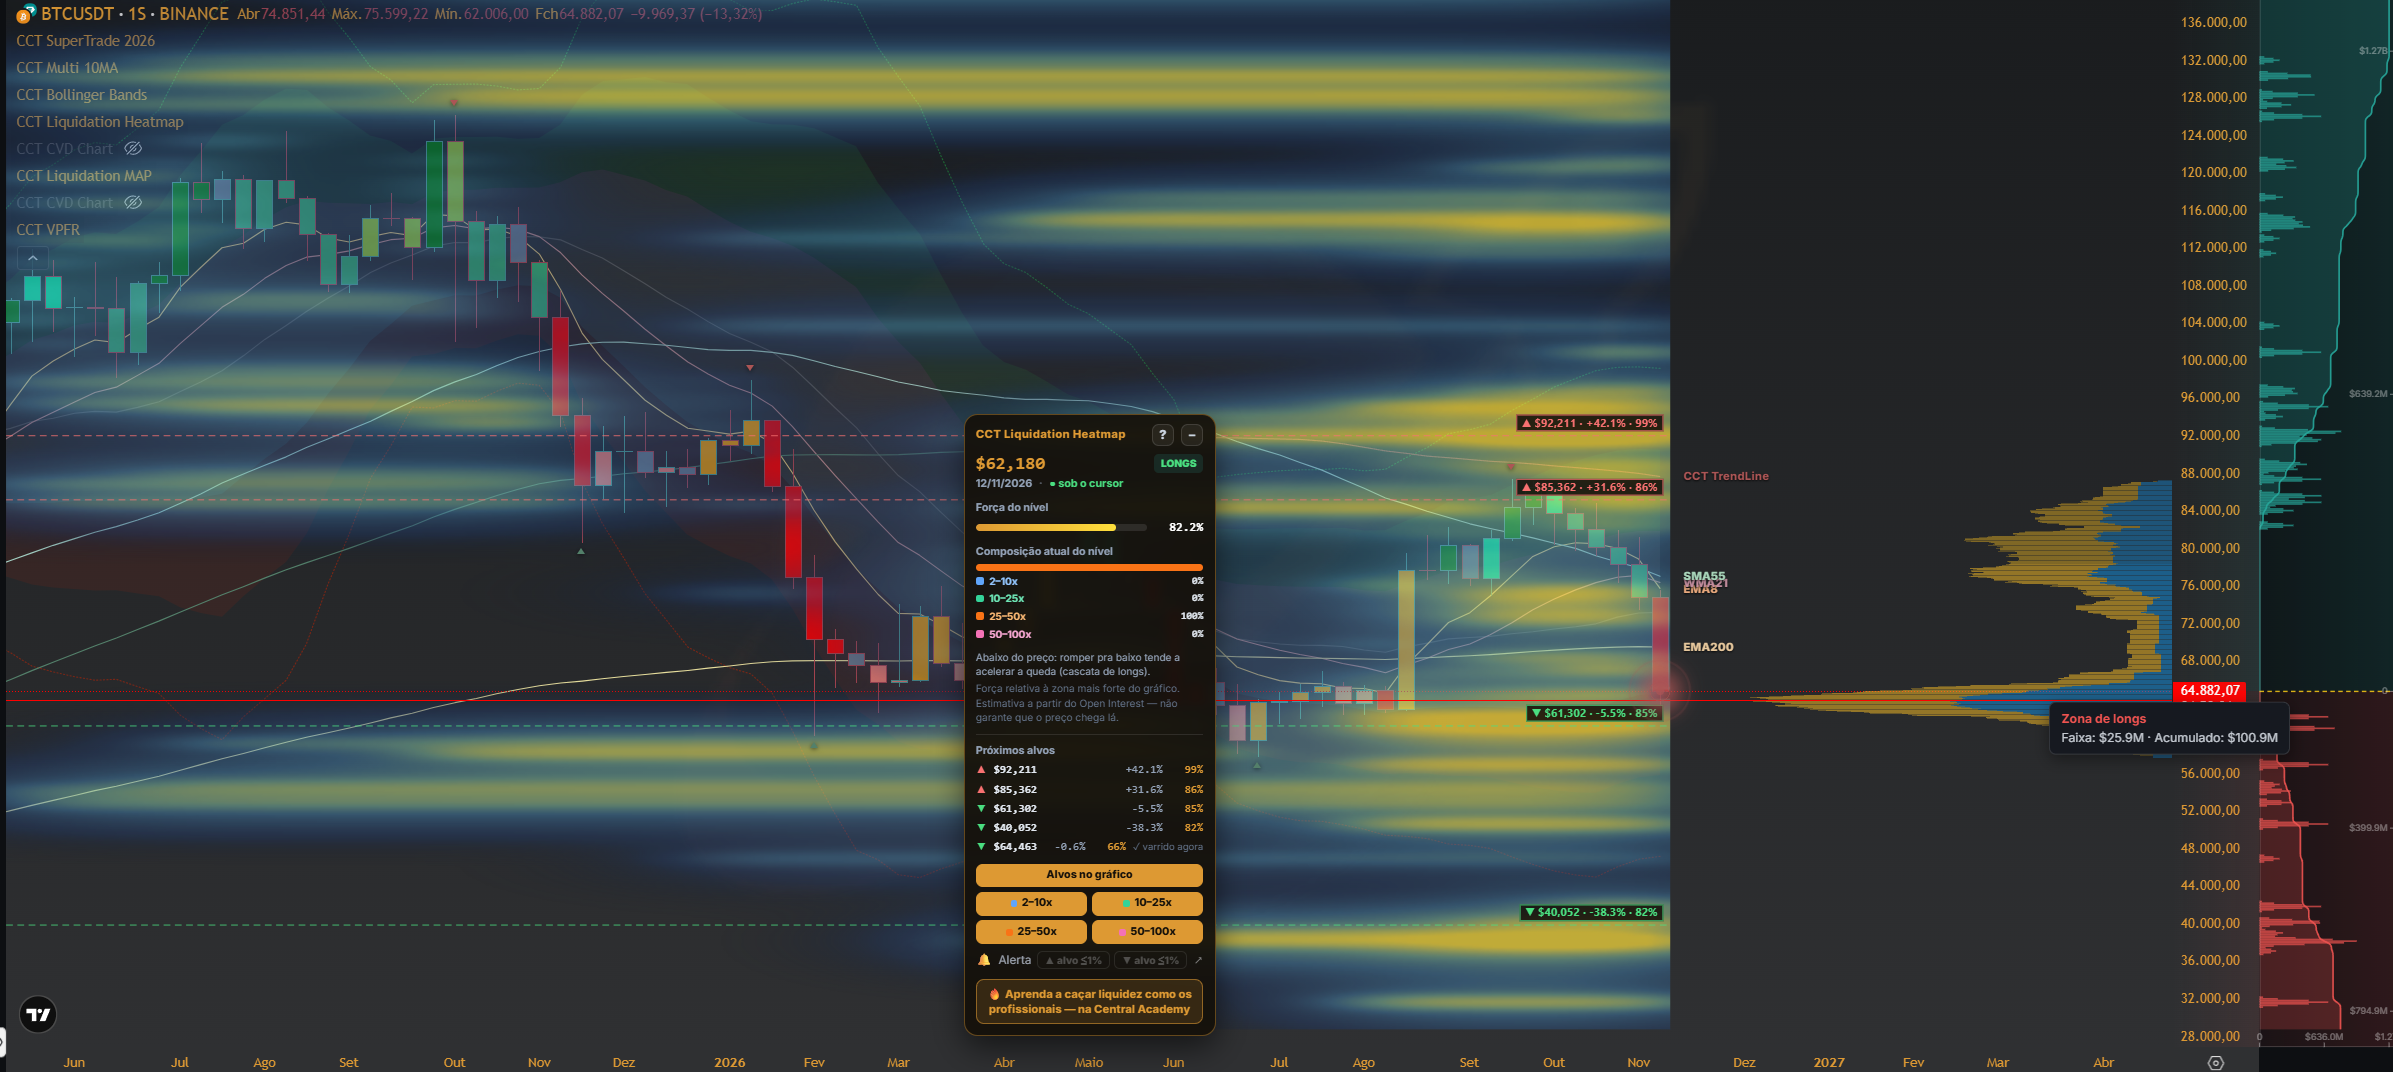 BTCUSDT · 1S · BINANCE Abr74.851,44 Máx.75.599,22 Mín.62.006,00 Fch64.882,07 −9.969,37 (−13,32%)
CCT SuperTrade 2026
CCT Multi 10MA
CCT Bollinger Bands
CCT Liquidation Heatmap
CCT CVD Chart
CCT Liquidation MAP
CCT CVD Chart
CCT VPFR
CCT Liquidation Heatmap ? −
$62,180 LONGS
12/11/2026 · • sob o cursor
Força do nível
82.2%
Composição atual do nível
2–10x 0%
10–25x 0%
25–50x 100%
50–100x 0%
Abaixo do preço: romper pra baixo tende a
acelerar a queda (cascata de longs).
Força relativa à zona mais forte do gráfico.
Estimativa a partir do Open Interest — não
garante que o preço chega lá.
Próximos alvos
▲ $92,211 +42.1% 99%
▲ $85,362 +31.6% 86%
▼ $61,302 -5.5% 85%
▼ $40,052 -38.3% 82%
▼ $64,463 -0.6% 66% ✓ varrido agora
Alvos no gráfico
2–10x 10–25x
25–50x 50–100x
Alerta ▲ alvo ≤1% ▼ alvo ≤1% ↗
Aprenda a caçar liquidez como os
profissionais — na Central Academy
▲ $92,211 · +42.1% · 99%
▲ $85,362 · +31.6% · 86%
▼ $61,302 · -5.5% · 85%
▼ $40,052 · -38.3% · 82%
CCT TrendLine
SMA55
WMA21
EMA8
EMA200
136.000,00
132.000,00
128.000,00
124.000,00
120.000,00
116.000,00
112.000,00
108.000,00
104.000,00
100.000,00
96.000,00
92.000,00
88.000,00
84.000,00
80.000,00
76.000,00
72.000,00
68.000,00
64.882,07
56.000,00
52.000,00
48.000,00
44.000,00
40.000,00
36.000,00
32.000,00
28.000,00
Zona de longs
Faixa: $25.9M · Acumulado: $100.9M
$1.27B
$639.2M
0
$399.9M
$794.9M
0 $636.0M $1.2
Jun Jul Ago Set Out Nov Dez 2026 Fev Mar Abr Maio Jun Jul Ago Set Out Nov Dez 2027 Fev Mar Abr